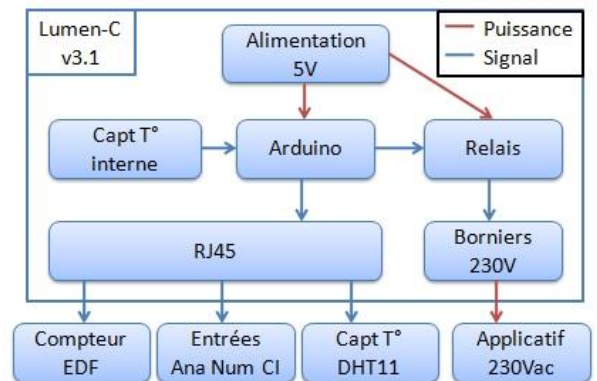 Lumen-C
v3.1
Alimentation
5V
Puissance
Signal
Capt T°
interne
Arduino
Relais
RJ45
Borniers
230V
Compteur
EDF
Entrées
Ana Num CI
Capt T°
DHT11
Applicatif
230Vac